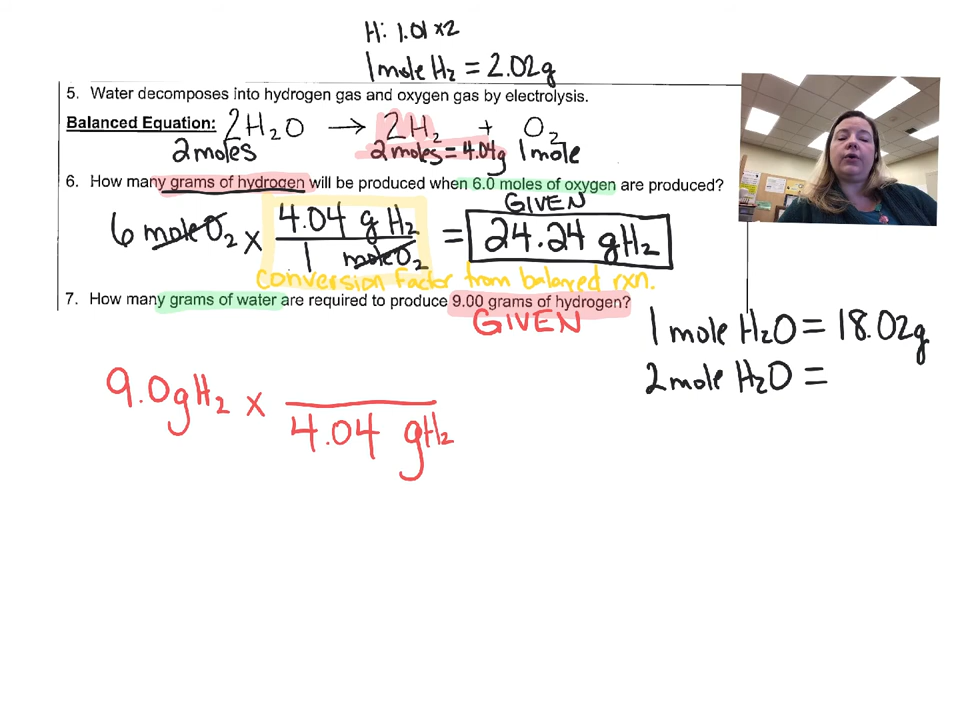 H: 1.01 x2
1 mole H₂ = 2.02g
5. Water decomposes into hydrogen gas and oxygen gas by electrolysis.
Balanced Equation: 2H₂O → 2H₂ + O₂
2 moles 2 moles = 4.04g 1 mole
6. How many grams of hydrogen will be produced when 6.0 moles of oxygen are produced?
GIVEN
6 mole O₂ x 4.04 g H₂ = 24.24 g H₂
1 mole O₂
Conversion Factor from balanced rxn.
7. How many grams of water are required to produce 9.00 grams of hydrogen?
GIVEN
1 mole H₂O = 18.02g
2 mole H₂O =
9.0g H₂ x
4.04 g H₂